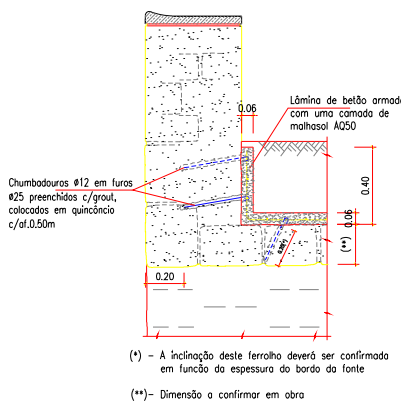 0.06
Lâmina de betão armado
com uma camada de
malhasol AQ50
Chumbadouros Ø12 em furos
Ø25 preenchidos c/grout,
colocados em quincôncio
c/af.0.50m
0.40
0.06
(**)
0.20
(*) - A inclinação deste ferrolho deverá ser confirmada
em funcão da espessura do bordo da fonte
(**)- Dimensão a confirmar em obra